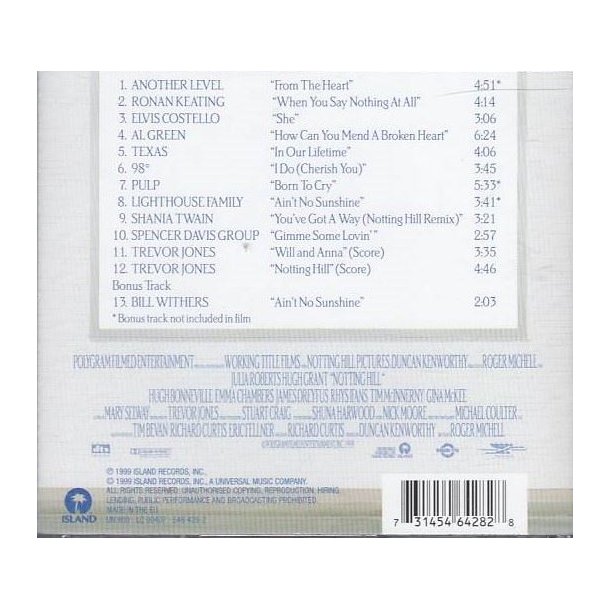 1. ANOTHER LEVEL "From The Heart" 4:51*
2. RONAN KEATING "When You Say Nothing At All" 4:14
3. ELVIS COSTELLO "She" 3:06
4. AL GREEN "How Can You Mend A Broken Heart" 6:24
5. TEXAS "In Our Lifetime" 4:06
6. 98° "I Do (Cherish You)" 3:45
7. PULP "Born To Cry" 5:33*
8. LIGHTHOUSE FAMILY "Ain't No Sunshine" 3:41*
9. SHANIA TWAIN "You've Got A Way (Notting Hill Remix)" 3:21
10. SPENCER DAVIS GROUP "Gimme Some Lovin'" 2:57
11. TREVOR JONES "Will and Anna" (Score) 3:35
12. TREVOR JONES "Notting Hill" (Score) 4:46
Bonus Track
13. BILL WITHERS "Ain't No Sunshine" 2:03
*Bonus track not included in film
POLYGRAM FILMED ENTERTAINMENT WORKING TITLE FILMS NOTTING HILL PICTURES DUNCAN KENWORTHY ROGER MICHELL
JULIA ROBERTS HUGH GRANT "NOTTING HILL"
HUGH BONNEVILLE EMMA CHAMBERS JAMES DREYFUS RHYS IFANS TIM McINNERNY GINA McKEE
MARY SELWAY TREVOR JONES STUART CRAIG SHUNA HARWOOD NICK MOORE MICHAEL COULTER
TIM BEVAN RICHARD CURTIS ERIC FELLNER RICHARD CURTIS DUNCAN KENWORTHY ROGER MICHELL
dts
℗ 1999 ISLAND RECORDS, INC.
© 1999 ISLAND RECORDS, INC., A UNIVERSAL MUSIC COMPANY.
ALL RIGHTS RESERVED. UNAUTHORISED COPYING, REPRODUCTION, HIRING,
LENDING, PUBLIC PERFORMANCE AND BROADCASTING PROHIBITED.
MADE IN THE EU
ISLAND
7 31454 64282 8